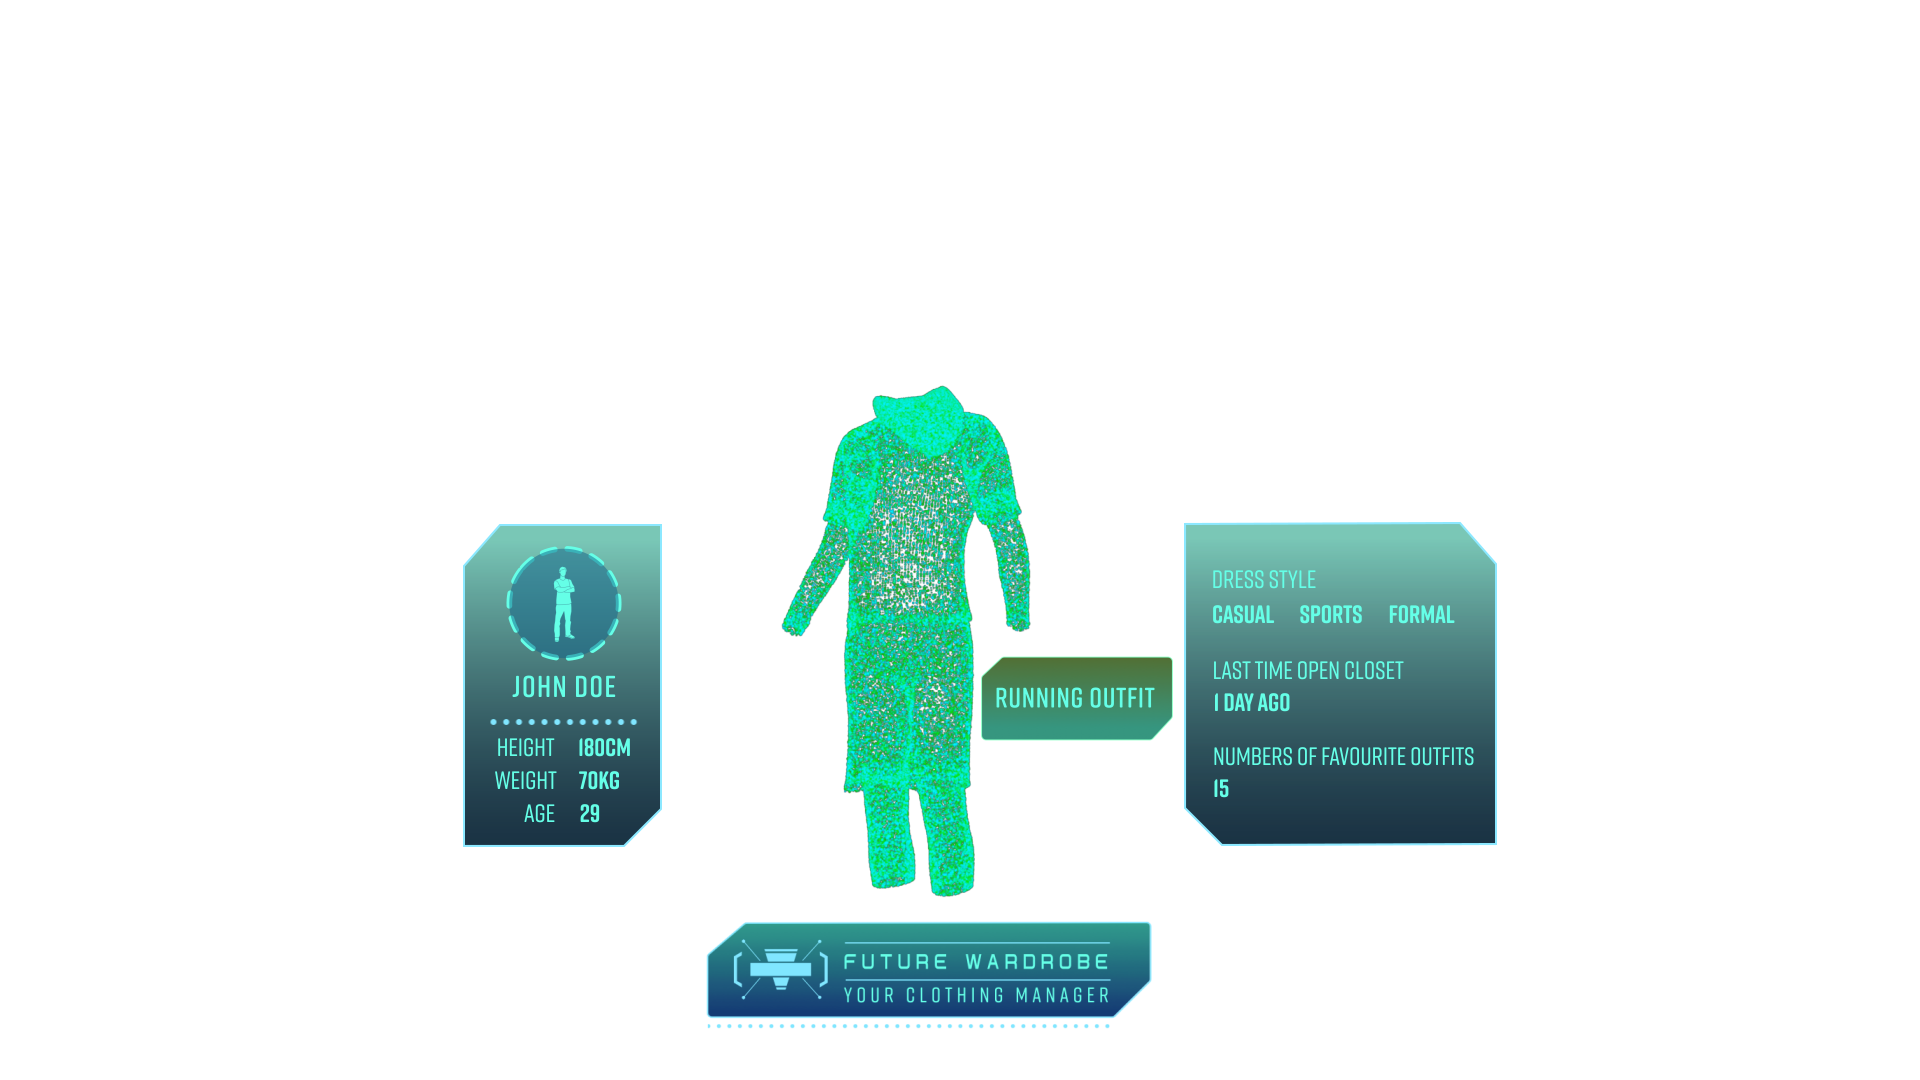 JOHN DOE
HEIGHT 180CM
WEIGHT 70KG
AGE 29
RUNNING OUTFIT
DRESS STYLE
CASUAL SPORTS FORMAL
LAST TIME OPEN CLOSET
1 DAY AGO
NUMBERS OF FAVOURITE OUTFITS
15
FUTURE WARDROBE
YOUR CLOTHING MANAGER